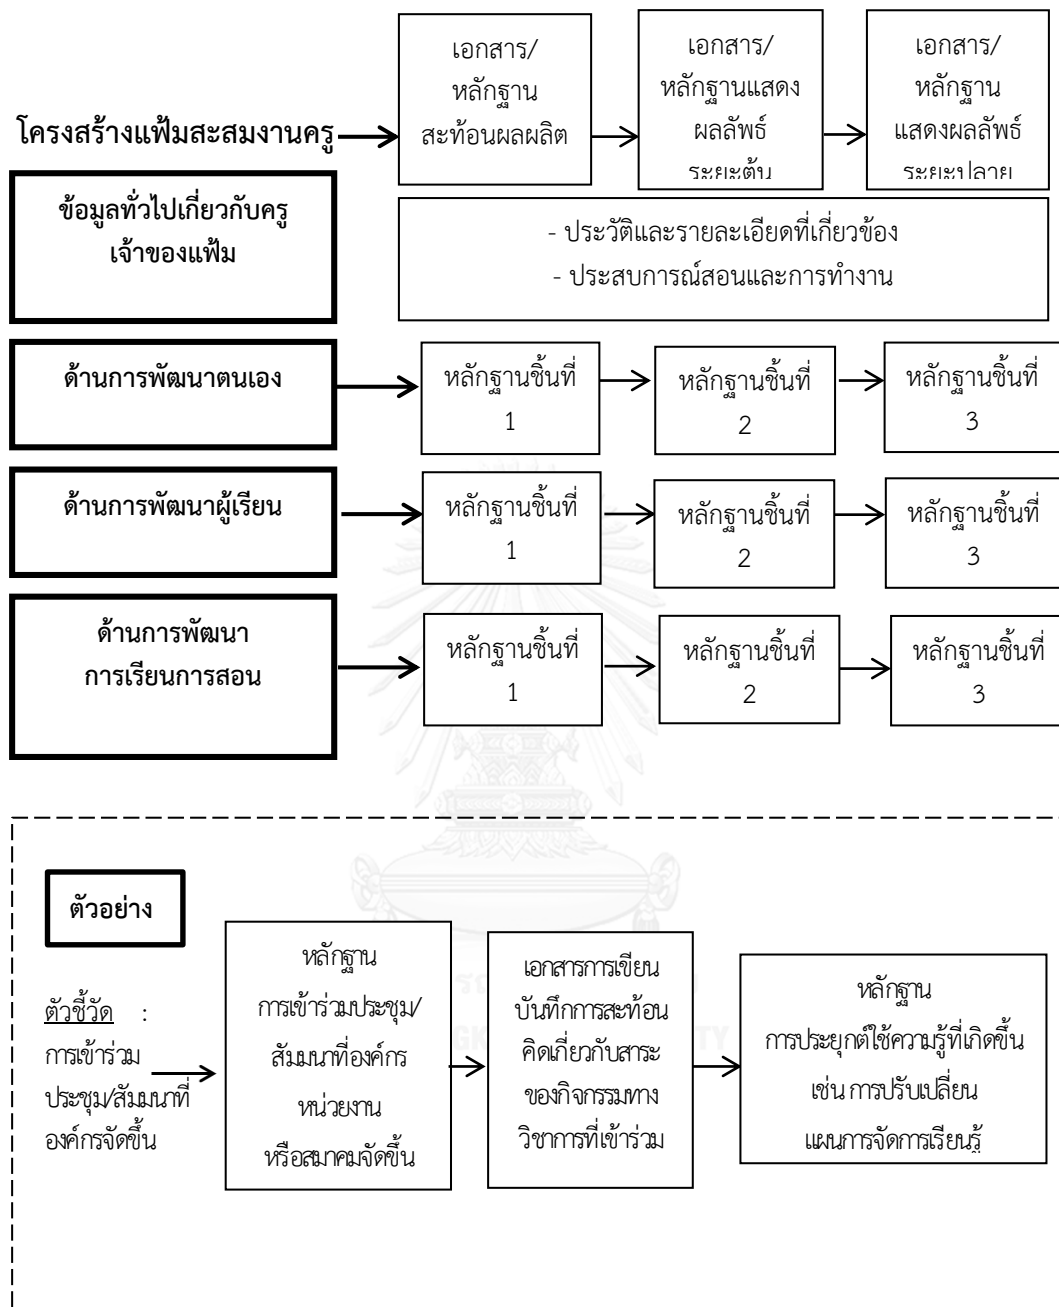 เอกสาร/
หลักฐาน
สะท้อนผลผลิต
เอกสาร/
หลักฐานแสดง
ผลลัพธ์
ระยะต้น
เอกสาร/
หลักฐาน
แสดงผลลัพธ์
ระยะปลาย
โครงสร้างแฟ้มสะสมงานครู
ข้อมูลทั่วไปเกี่ยวกับครู
เจ้าของแฟ้ม
- ประวัติและรายละเอียดที่เกี่ยวข้อง
- ประสบการณ์สอนและการทำงาน
ด้านการพัฒนาตนเอง
หลักฐานชิ้นที่
1
หลักฐานชิ้นที่
2
หลักฐานชิ้นที่
3
ด้านการพัฒนาผู้เรียน
หลักฐานชิ้นที่
1
หลักฐานชิ้นที่
2
หลักฐานชิ้นที่
3
ด้านการพัฒนา
การเรียนการสอน
หลักฐานชิ้นที่
1
หลักฐานชิ้นที่
2
หลักฐานชิ้นที่
3
ตัวอย่าง
ตัวชี้วัด :
การเข้าร่วม
ประชุม/สัมมนาที่
องค์กรจัดขึ้น
หลักฐาน
การเข้าร่วมประชุม/
สัมมนาที่องค์กร
หน่วยงาน
หรือสมาคมจัดขึ้น
เอกสารการเขียน
บันทึกการสะท้อน
คิดเกี่ยวกับสาระ
ของกิจกรรมทาง
วิชาการที่เข้าร่วม
หลักฐาน
การประยุกต์ใช้ความรู้ที่เกิดขึ้น
เช่น การปรับเปลี่ยน
แผนการจัดการเรียนรู้